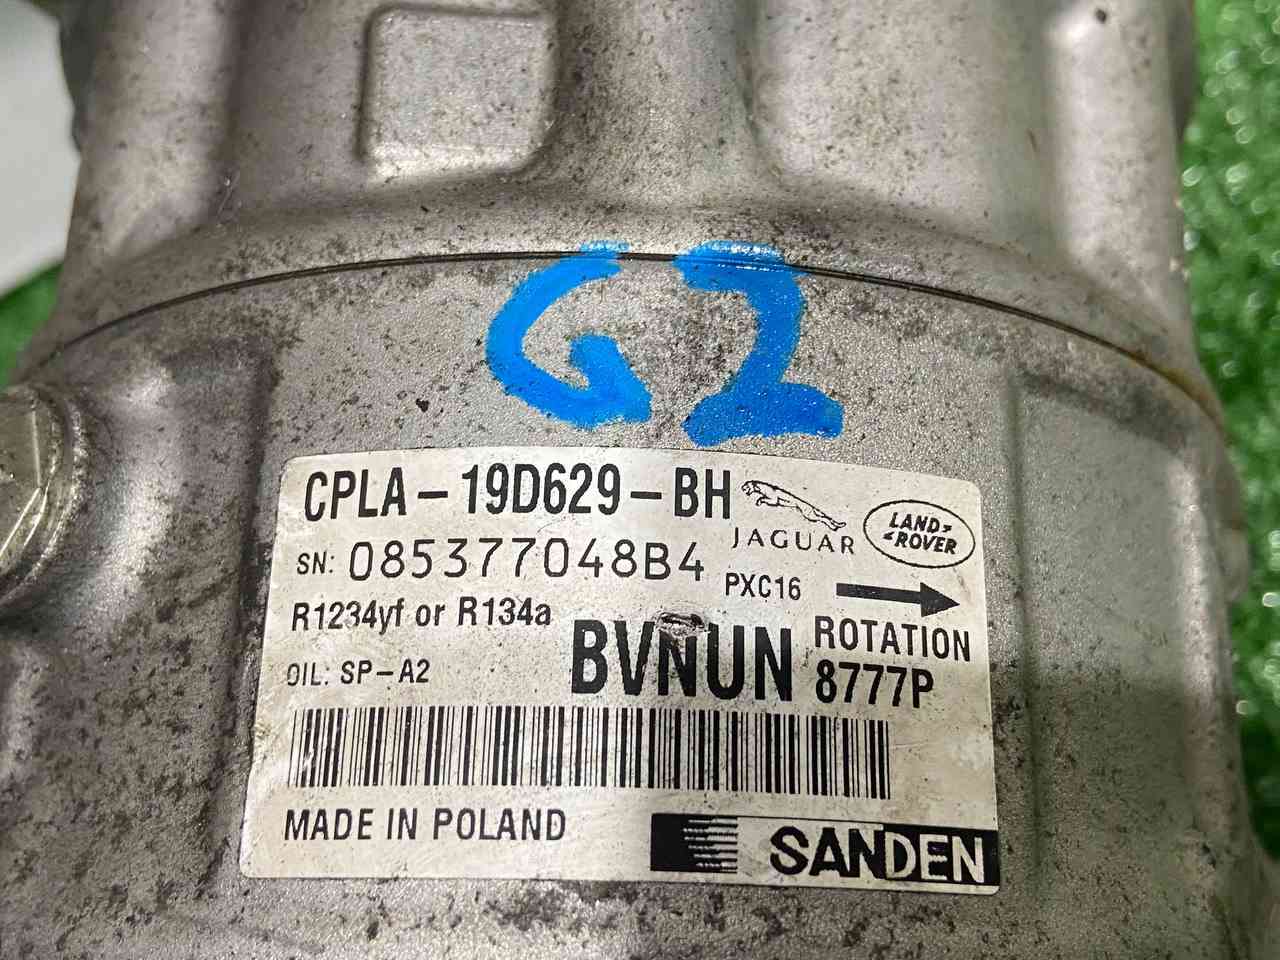 G2
CPLA-19D629-BH
JAGUAR
LAND-
-ROVER
SN: 085377048B4
PXC16
R1234yf or R134a
BVNUN
ROTATION
OIL: SP-A2
8777P
MADE IN POLAND
SANDEN